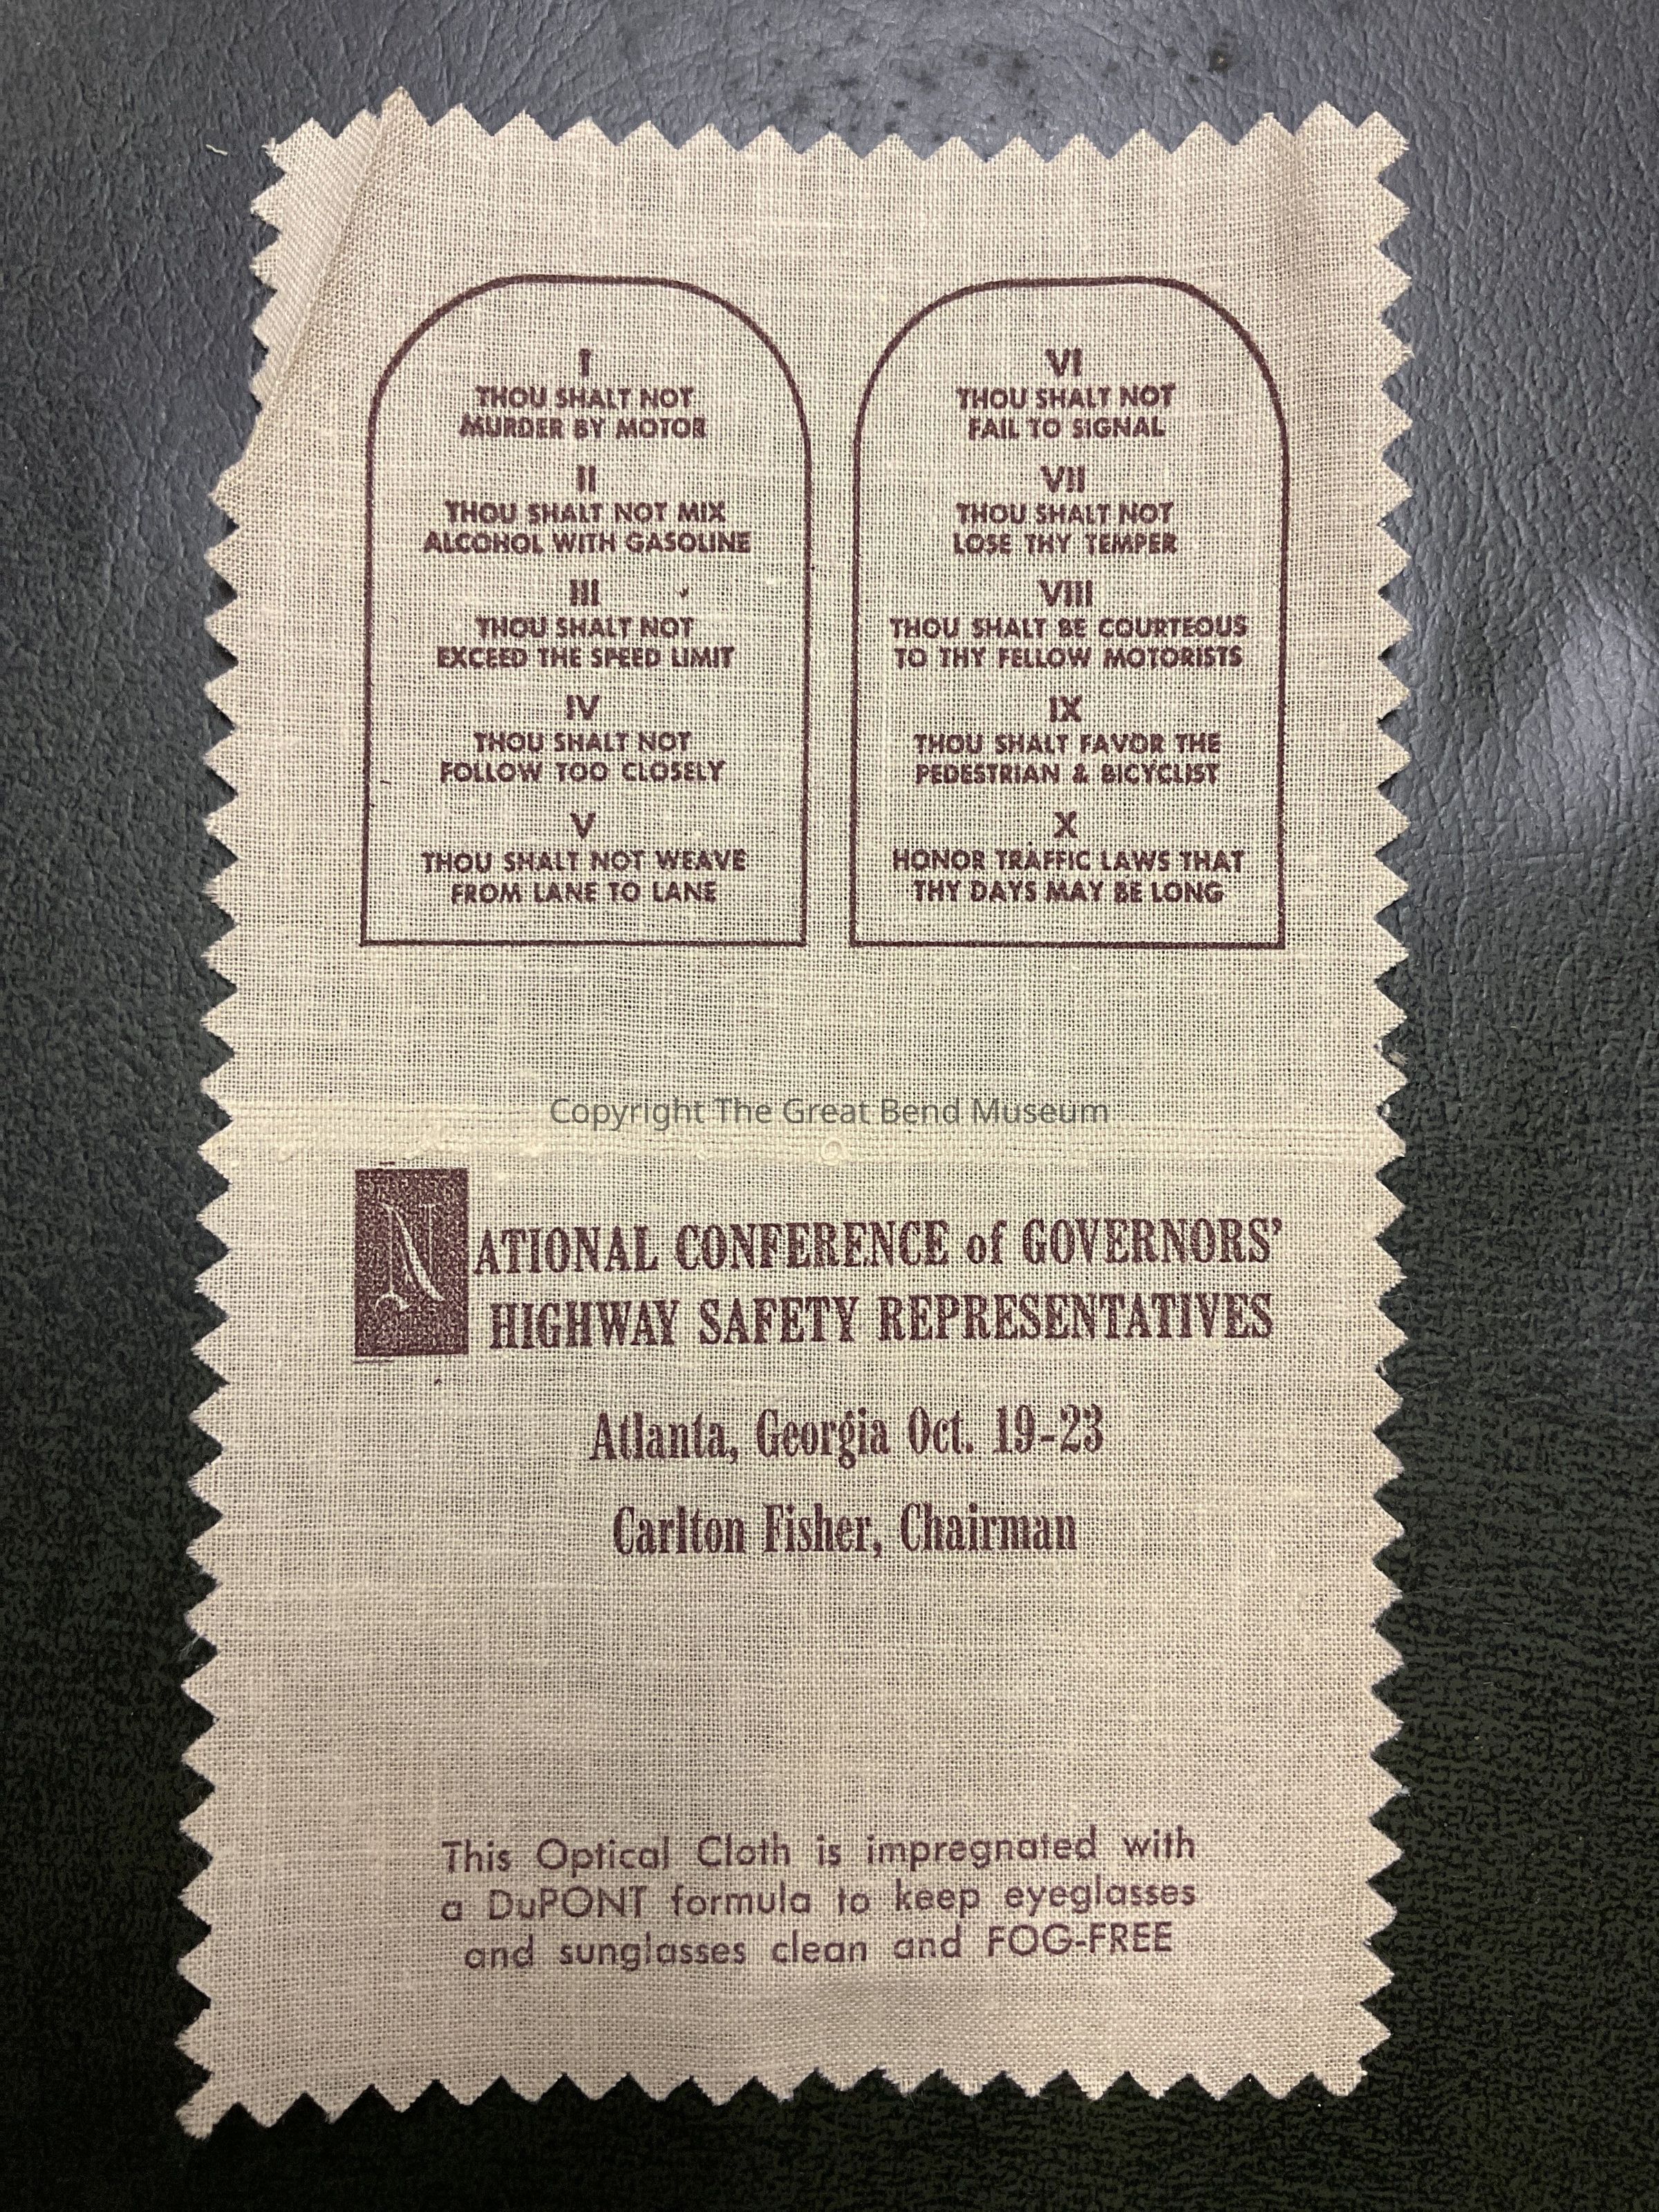 I
THOU SHALT NOT
MURDER BY MOTOR
II
THOU SHALT NOT MIX
ALCOHOL WITH GASOLINE
III
THOU SHALT NOT
EXCEED THE SPEED LIMIT
IV
THOU SHALT NOT
FOLLOW TOO CLOSELY
V
THOU SHALT NOT WEAVE
FROM LANE TO LANE
VI
THOU SHALT NOT
FAIL TO SIGNAL
VII
THOU SHALT NOT
LOSE THY TEMPER
VIII
THOU SHALT BE COURTEOUS
TO THY FELLOW MOTORISTS
IX
THOU SHALT FAVOR THE
PEDESTRIAN & BICYCLIST
X
HONOR TRAFFIC LAWS THAT
THY DAYS MAY BE LONG
Copyright The Great Bend Museum
NATIONAL CONFERENCE of GOVERNORS'
HIGHWAY SAFETY REPRESENTATIVES
Atlanta, Georgia Oct. 19-23
Carlton Fisher, Chairman
This Optical Cloth is impregnated with
a DuPONT formula to keep eyeglasses
and sunglasses clean and FOG-FREE